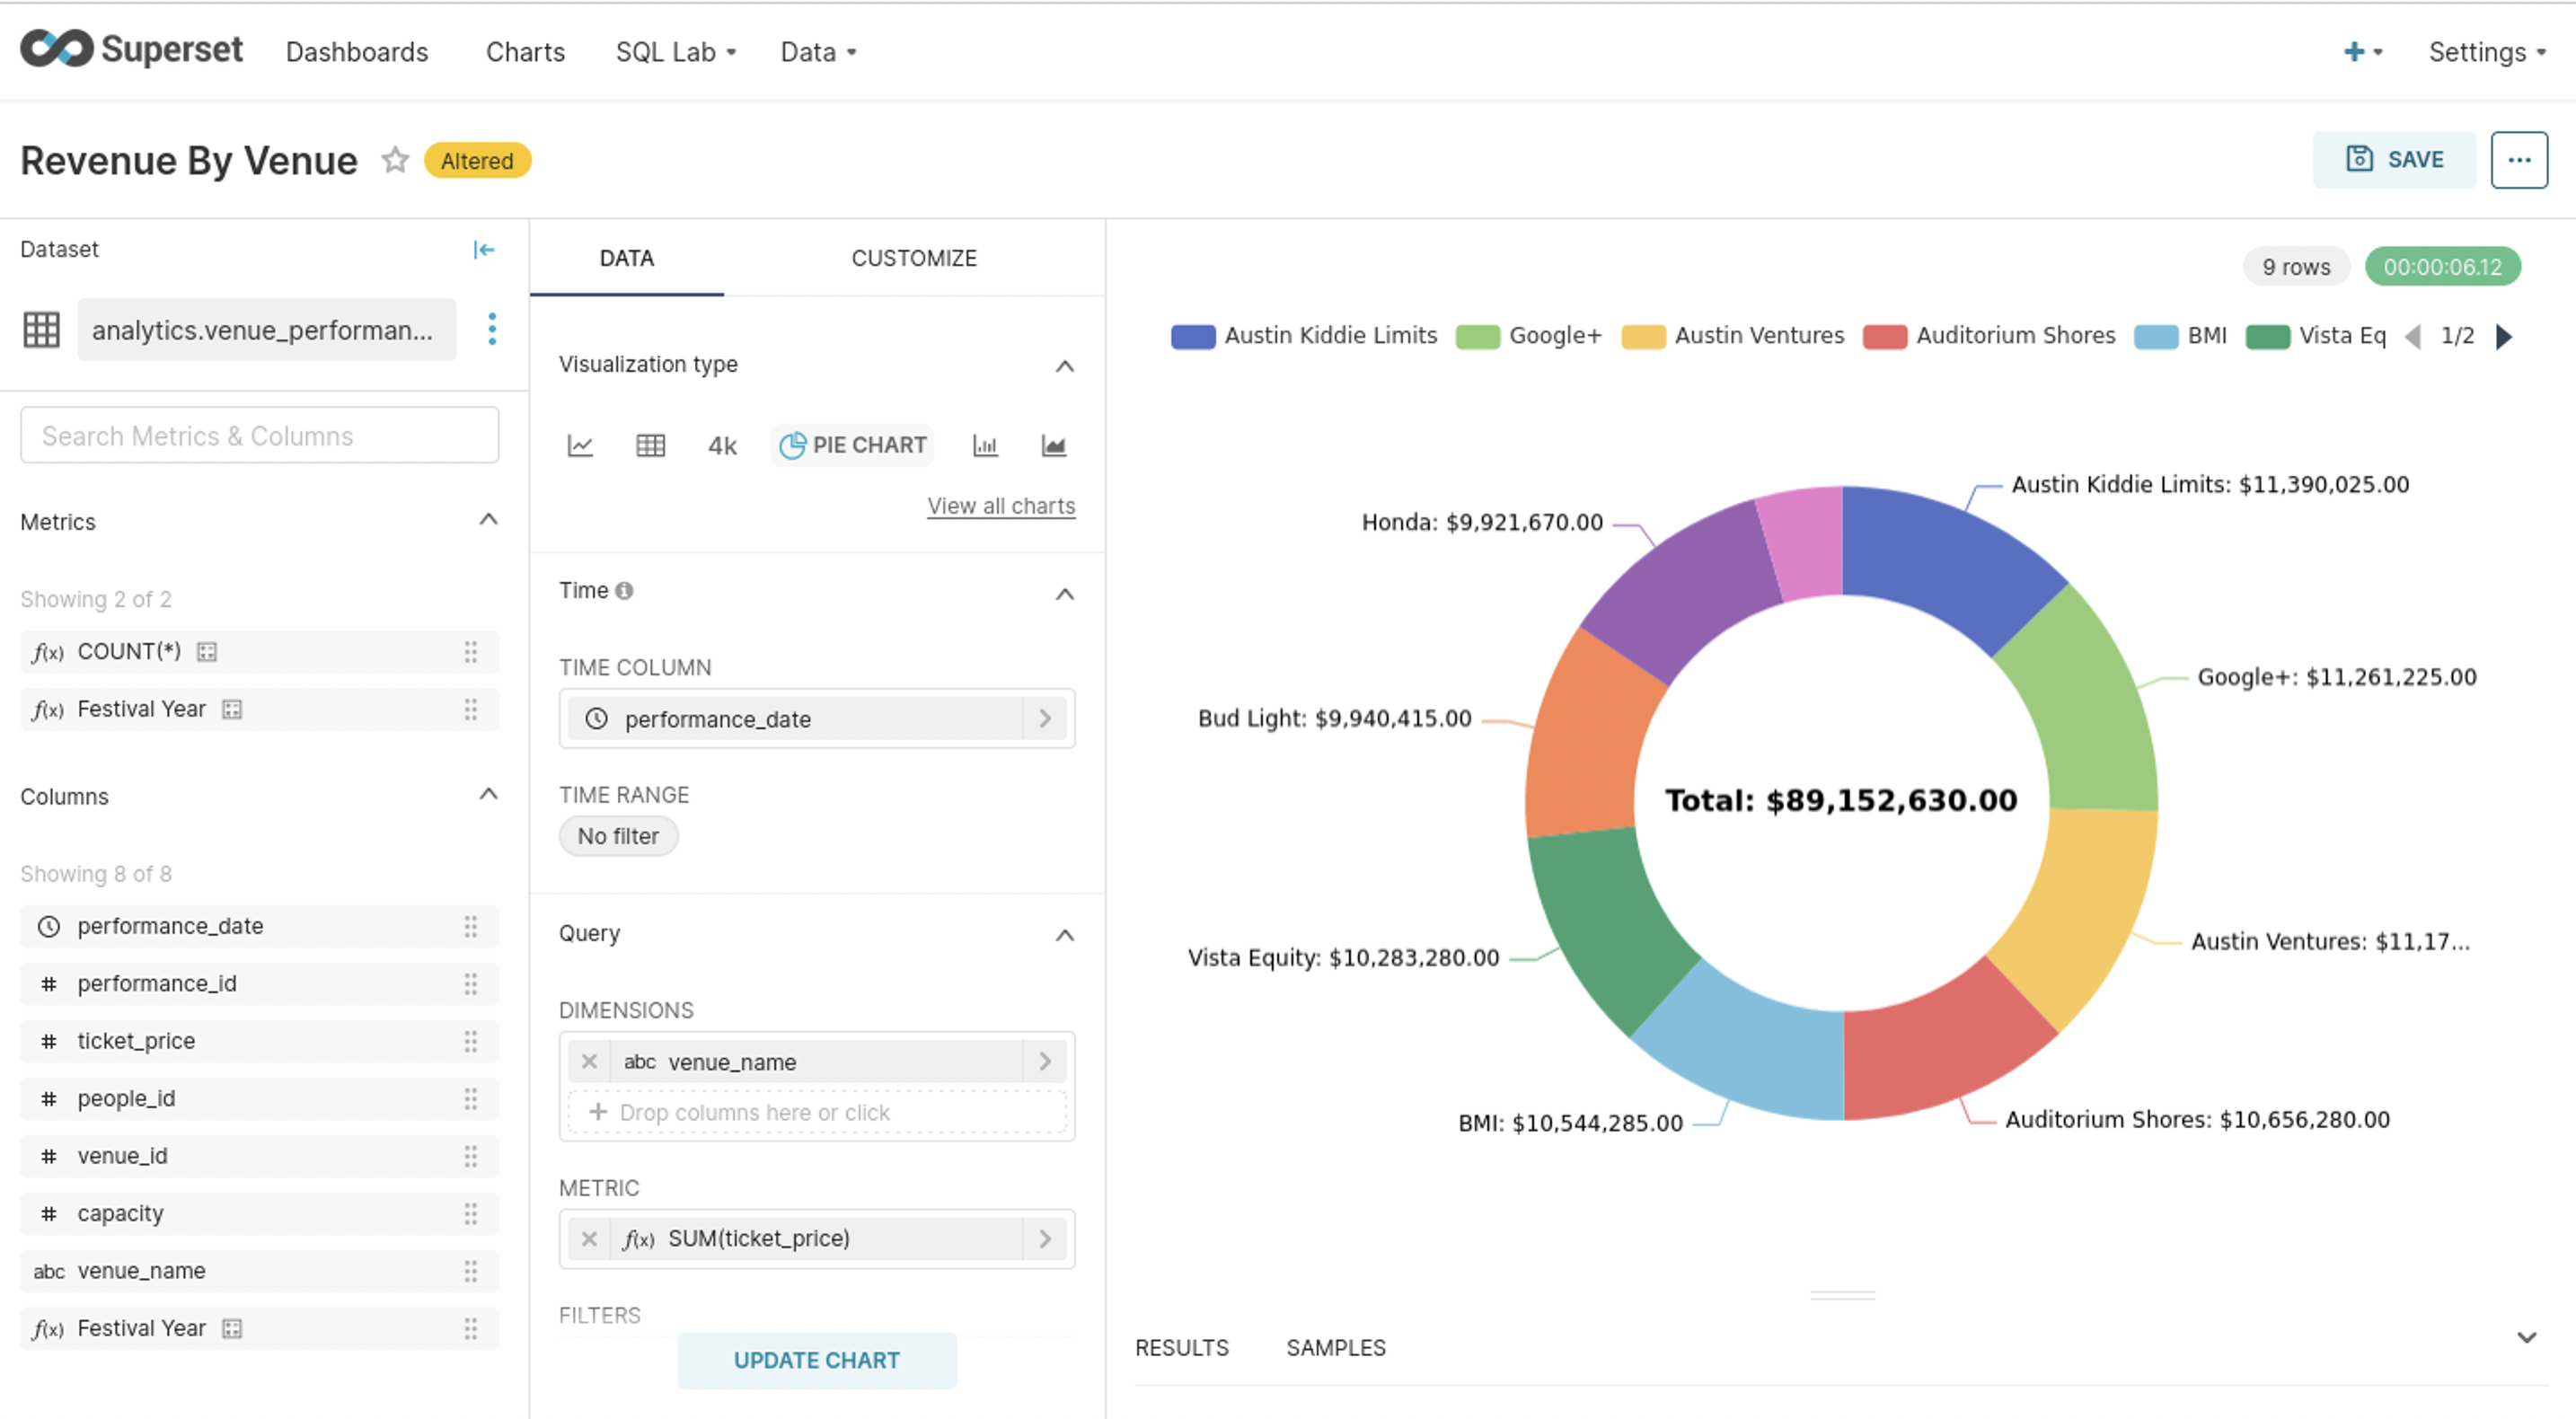 Superset
Dashboards
Charts
SQL Lab
Data
+
Settings
Revenue By Venue
Altered
SAVE
...
Dataset
analytics.venue_performan...
Search Metrics & Columns
Metrics
Showing 2 of 2
f(x) COUNT(*)
f(x) Festival Year
Columns
Showing 8 of 8
performance_date
# performance_id
# ticket_price
# people_id
# venue_id
# capacity
abc venue_name
f(x) Festival Year
DATA
CUSTOMIZE
Visualization type
4k
PIE CHART
View all charts
Time
TIME COLUMN
performance_date
TIME RANGE
No filter
Query
DIMENSIONS
abc venue_name
+ Drop columns here or click
METRIC
f(x) SUM(ticket_price)
FILTERS
UPDATE CHART
9 rows
00:00:06.12
Austin Kiddie Limits
Google+
Austin Ventures
Auditorium Shores
BMI
Vista Eq
1/2
Austin Kiddie Limits: $11,390,025.00
Honda: $9,921,670.00
Google+: $11,261,225.00
Bud Light: $9,940,415.00
Total: $89,152,630.00
Austin Ventures: $11,17...
Vista Equity: $10,283,280.00
Auditorium Shores: $10,656,280.00
BMI: $10,544,285.00
RESULTS
SAMPLES